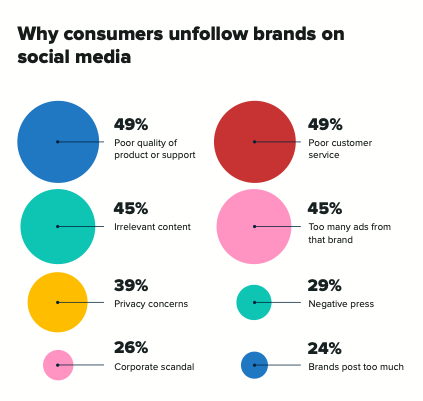 Why consumers unfollow brands on
social media
49%
Poor quality of
product or support
49%
Poor customer
service
45%
Irrelevant content
45%
Too many ads from
that brand
39%
Privacy concerns
29%
Negative press
26%
Corporate scandal
24%
Brands post too much